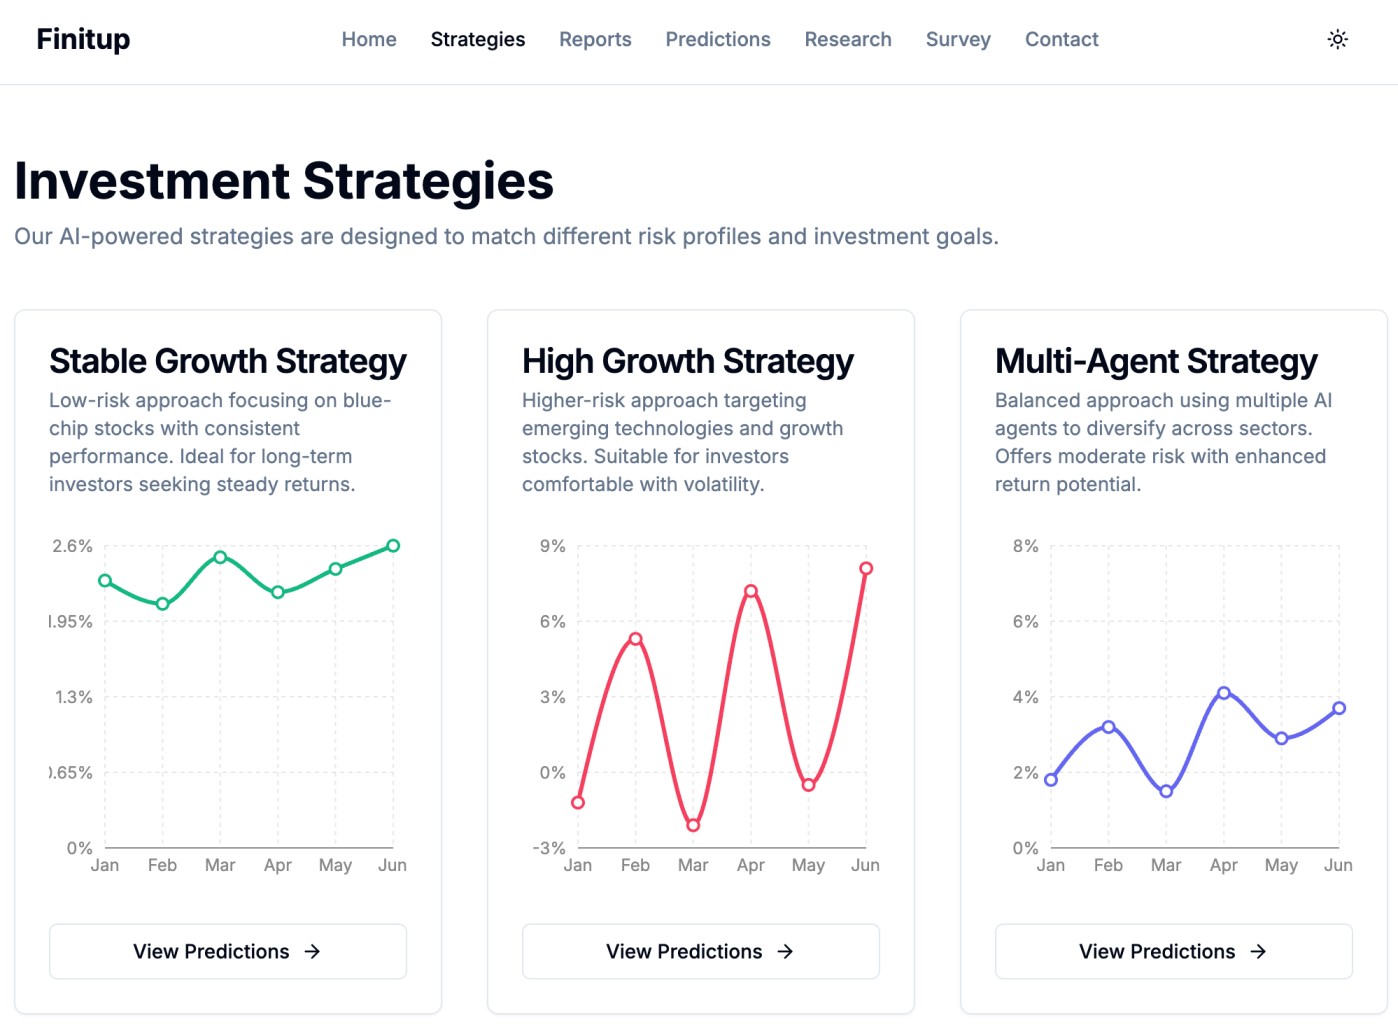 Finitup
Home Strategies Reports Predictions Research Survey Contact
Investment Strategies
Our AI-powered strategies are designed to match different risk profiles and investment goals.
Stable Growth Strategy
Low-risk approach focusing on blue-
chip stocks with consistent
performance. Ideal for long-term
investors seeking steady returns.
2.6%
.95%
1.3%
.65%
0%
Jan Feb Mar Apr May Jun
View Predictions →
High Growth Strategy
Higher-risk approach targeting
emerging technologies and growth
stocks. Suitable for investors
comfortable with volatility.
9%
6%
3%
0%
-3%
Jan Feb Mar Apr May Jun
View Predictions →
Multi-Agent Strategy
Balanced approach using multiple AI
agents to diversify across sectors.
Offers moderate risk with enhanced
return potential.
8%
6%
4%
2%
0%
Jan Feb Mar Apr May Jun
View Predictions →